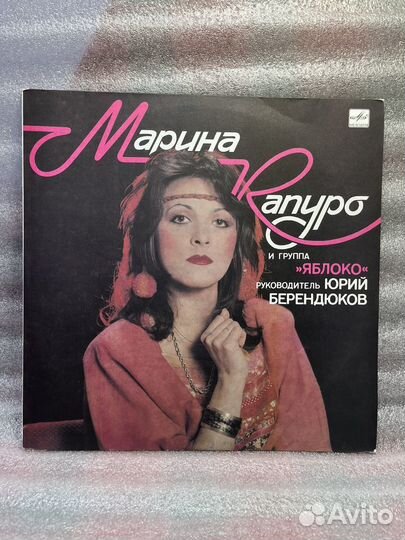 Марина
Капуро
И ГРУППА
»ЯБЛОКО«
РУКОВОДИТЕЛЬ ЮРИЙ
БЕРЕНДЮКОВ
Avito